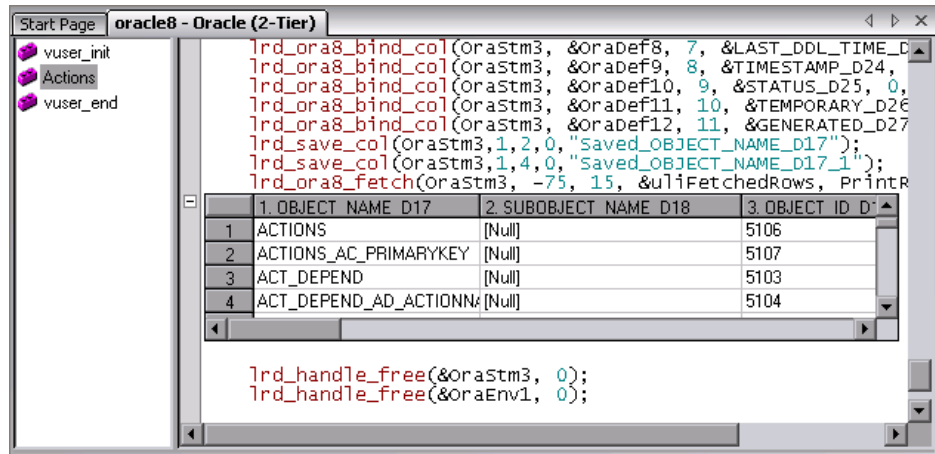 Start Page oracle8 - Oracle (2-Tier)
vuser_init
Actions
vuser_end
lrd_ora8_bind_col(OraStm3, &OraDef8, 7, &LAST_DDL_TIME_D
lrd_ora8_bind_col(OraStm3, &OraDef9, 8, &TIMESTAMP_D24,
lrd_ora8_bind_col(OraStm3, &OraDef10, 9, &STATUS_D25, 0,
lrd_ora8_bind_col(OraStm3, &OraDef11, 10, &TEMPORARY_D26
lrd_ora8_bind_col(OraStm3, &OraDef12, 11, &GENERATED_D27
lrd_save_col(OraStm3,1,2,0,"Saved_OBJECT_NAME_D17");
lrd_save_col(OraStm3,1,4,0,"Saved_OBJECT_NAME_D17_1");
lrd_ora8_fetch(OraStm3, -75, 15, &uliFetchedRows, PrintR
1. OBJECT_NAME_D17 2. SUBOBJECT_NAME_D18 3. OBJECT_ID_D
1 ACTIONS [Null] 5106
2 ACTIONS_AC_PRIMARYKEY [Null] 5107
3 ACT_DEPEND [Null] 5103
4 ACT_DEPEND_AD_ACTIONNA [Null] 5104
lrd_handle_free(&OraStm3, 0);
lrd_handle_free(&OraEnv1, 0);